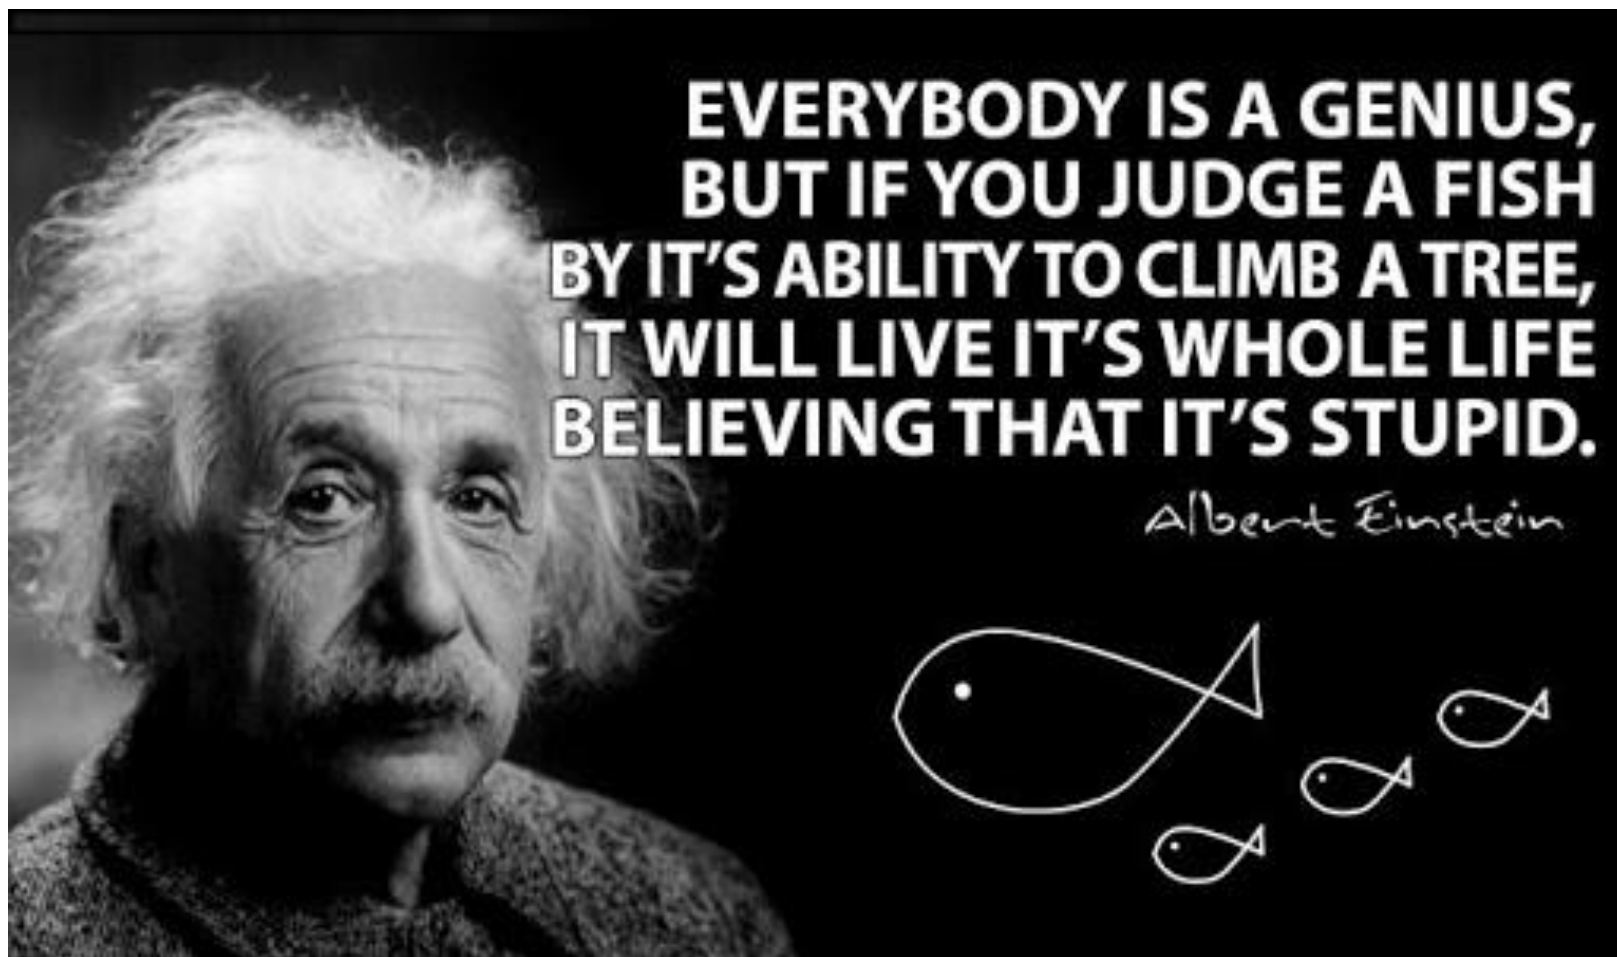 EVERYBODY IS A GENIUS,
BUT IF YOU JUDGE A FISH
BY IT'S ABILITY TO CLIMB A TREE,
IT WILL LIVE IT'S WHOLE LIFE
BELIEVING THAT IT'S STUPID.
Albert Einstein